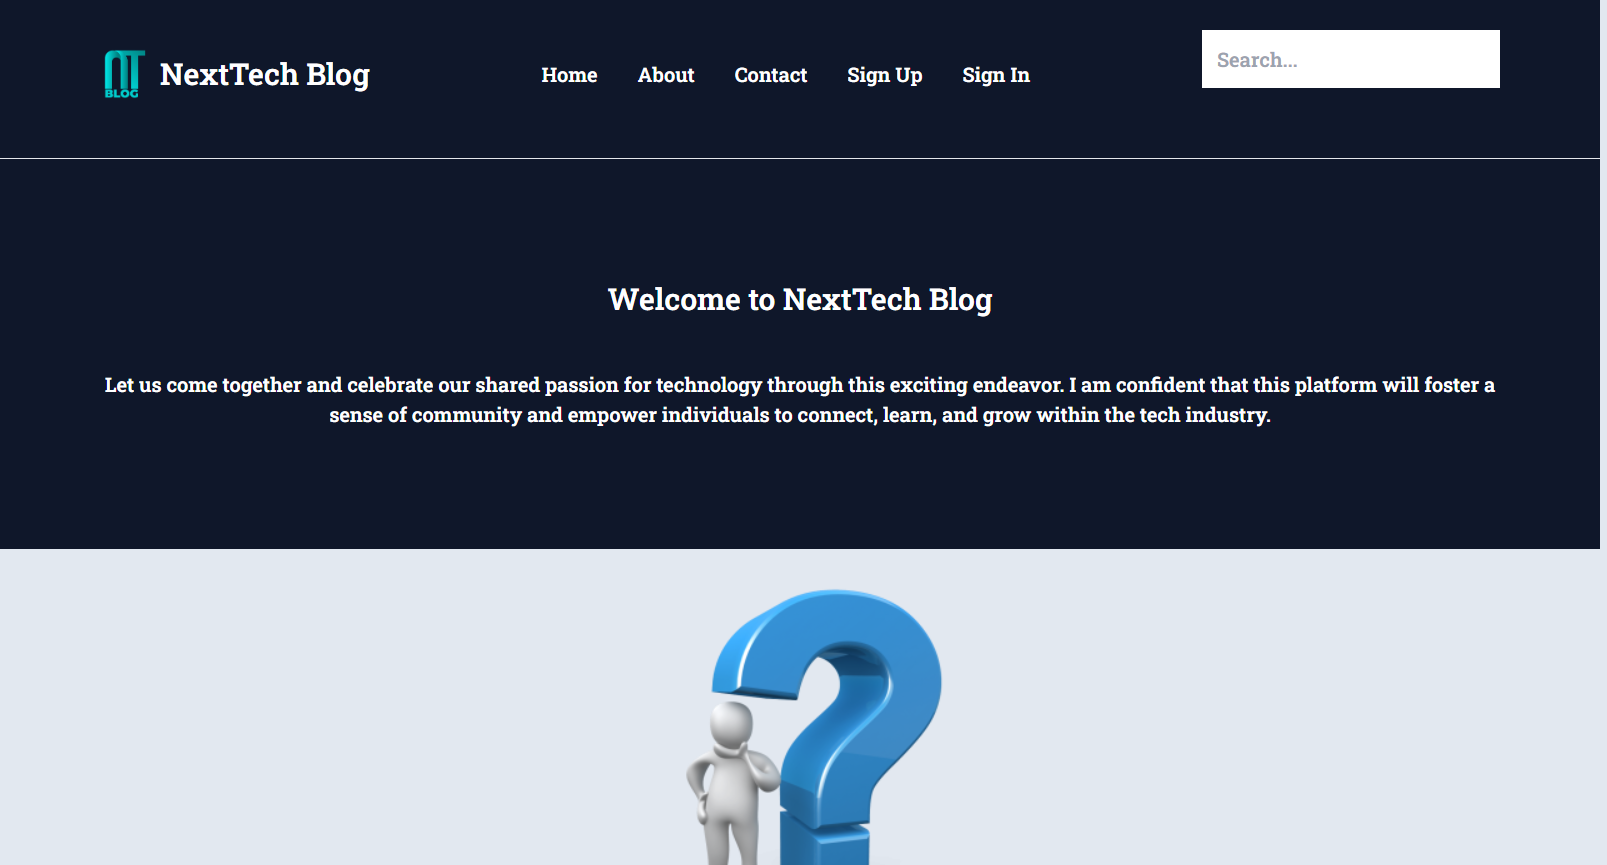 NT
BLOG
NextTech Blog
Home
About
Contact
Sign Up
Sign In
Search...
Welcome to NextTech Blog
Let us come together and celebrate our shared passion for technology through this exciting endeavor. I am confident that this platform will foster a
sense of community and empower individuals to connect, learn, and grow within the tech industry.
?